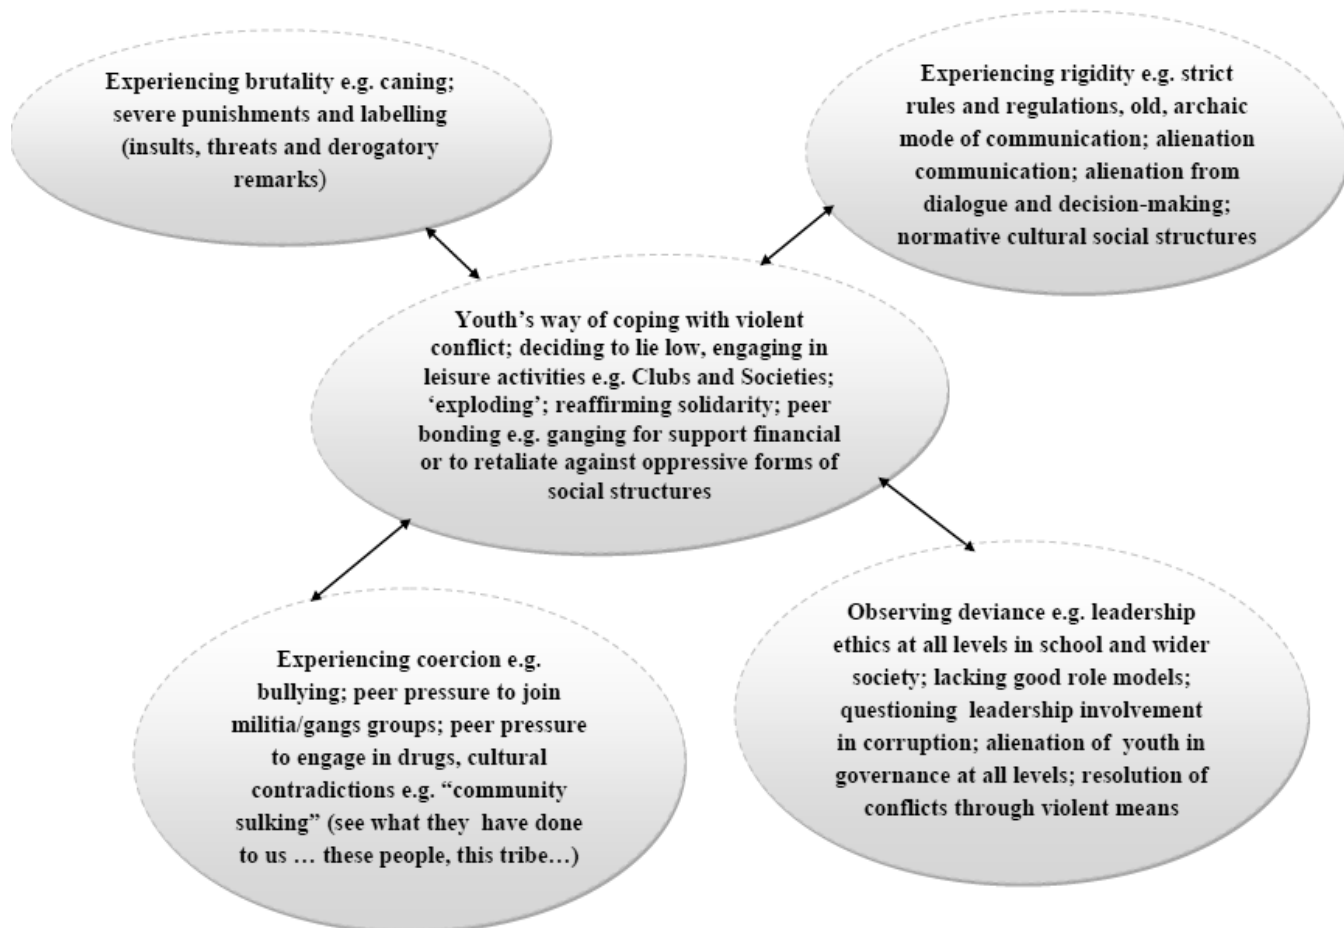 Experiencing brutality e.g. caning;
severe punishments and labelling
(insults, threats and derogatory
remarks)
Experiencing rigidity e.g. strict
rules and regulations, old, archaic
mode of communication; alienation
communication; alienation from
dialogue and decision-making;
normative cultural social structures
Youth’s way of coping with violent
conflict; deciding to lie low, engaging in
leisure activities e.g. Clubs and Societies;
‘exploding’; reaffirming solidarity; peer
bonding e.g. ganging for support financial
or to retaliate against oppressive forms of
social structures
Experiencing coercion e.g.
bullying; peer pressure to join
militia/gangs groups; peer pressure
to engage in drugs, cultural
contradictions e.g. “community
sulking” (see what they have done
to us … these people, this tribe…)
Observing deviance e.g. leadership
ethics at all levels in school and wider
society; lacking good role models;
questioning leadership involvement
in corruption; alienation of youth in
governance at all levels; resolution of
conflicts through violent means